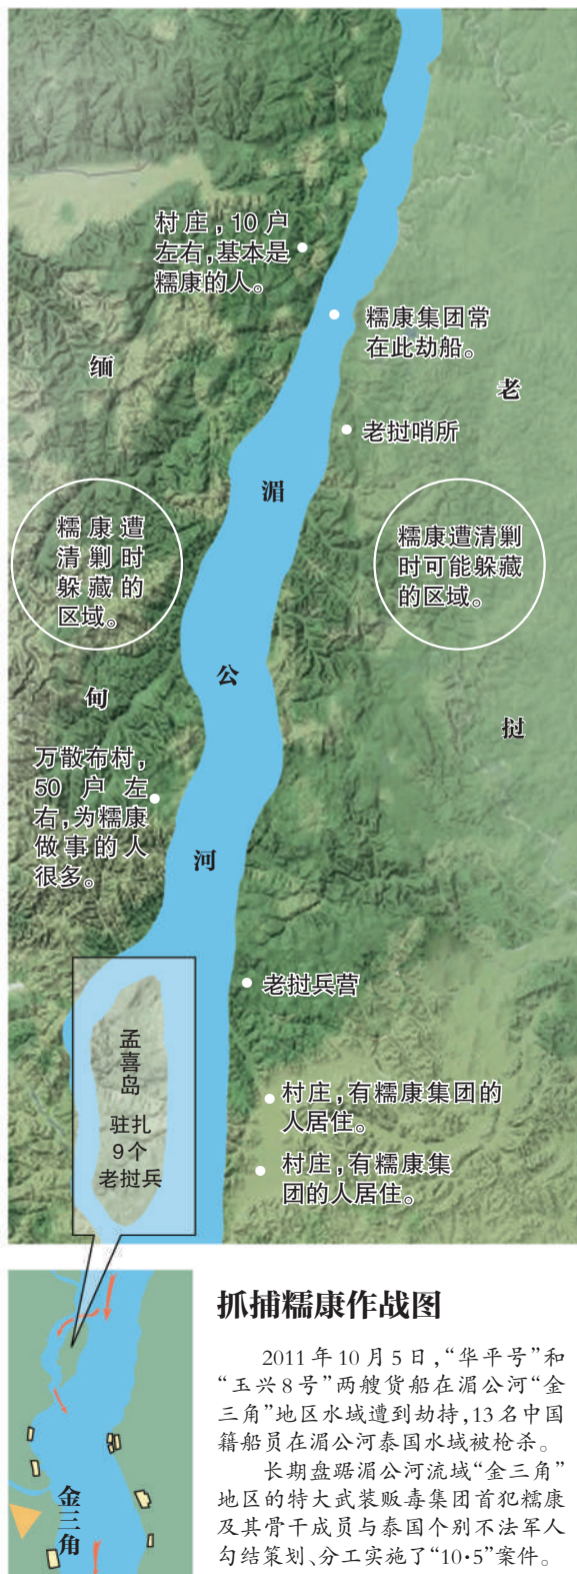 村庄，10 户
左右，基本是
糯康的人。
糯康集团常
在此劫船。
缅
老
老挝哨所
湄
糯康遭
清剿时
躲藏的
区域。
糯康遭清剿
时可能躲藏
的区域。
公
甸
挝
万散布村，
50 户左
右，为糯康
做事的人
很多。
河
老挝兵营
孟喜岛
驻扎
9个
老挝兵
村庄，有糯康集团的
人居住。
村庄，有糯康集
团的人居住。
抓捕糯康作战图
2011年10月5日，“华平号”和
“玉兴8号”两艘货船在湄公河“金
三角”地区水域遭到劫持，13名中国
籍船员在湄公河泰国水域被枪杀。
长期盘踞湄公河流域“金三角”
地区的特大武装贩毒集团首犯糯康
及其骨干成员与泰国个别不法军人
勾结策划、分工实施了“10·5”案件。
金三角